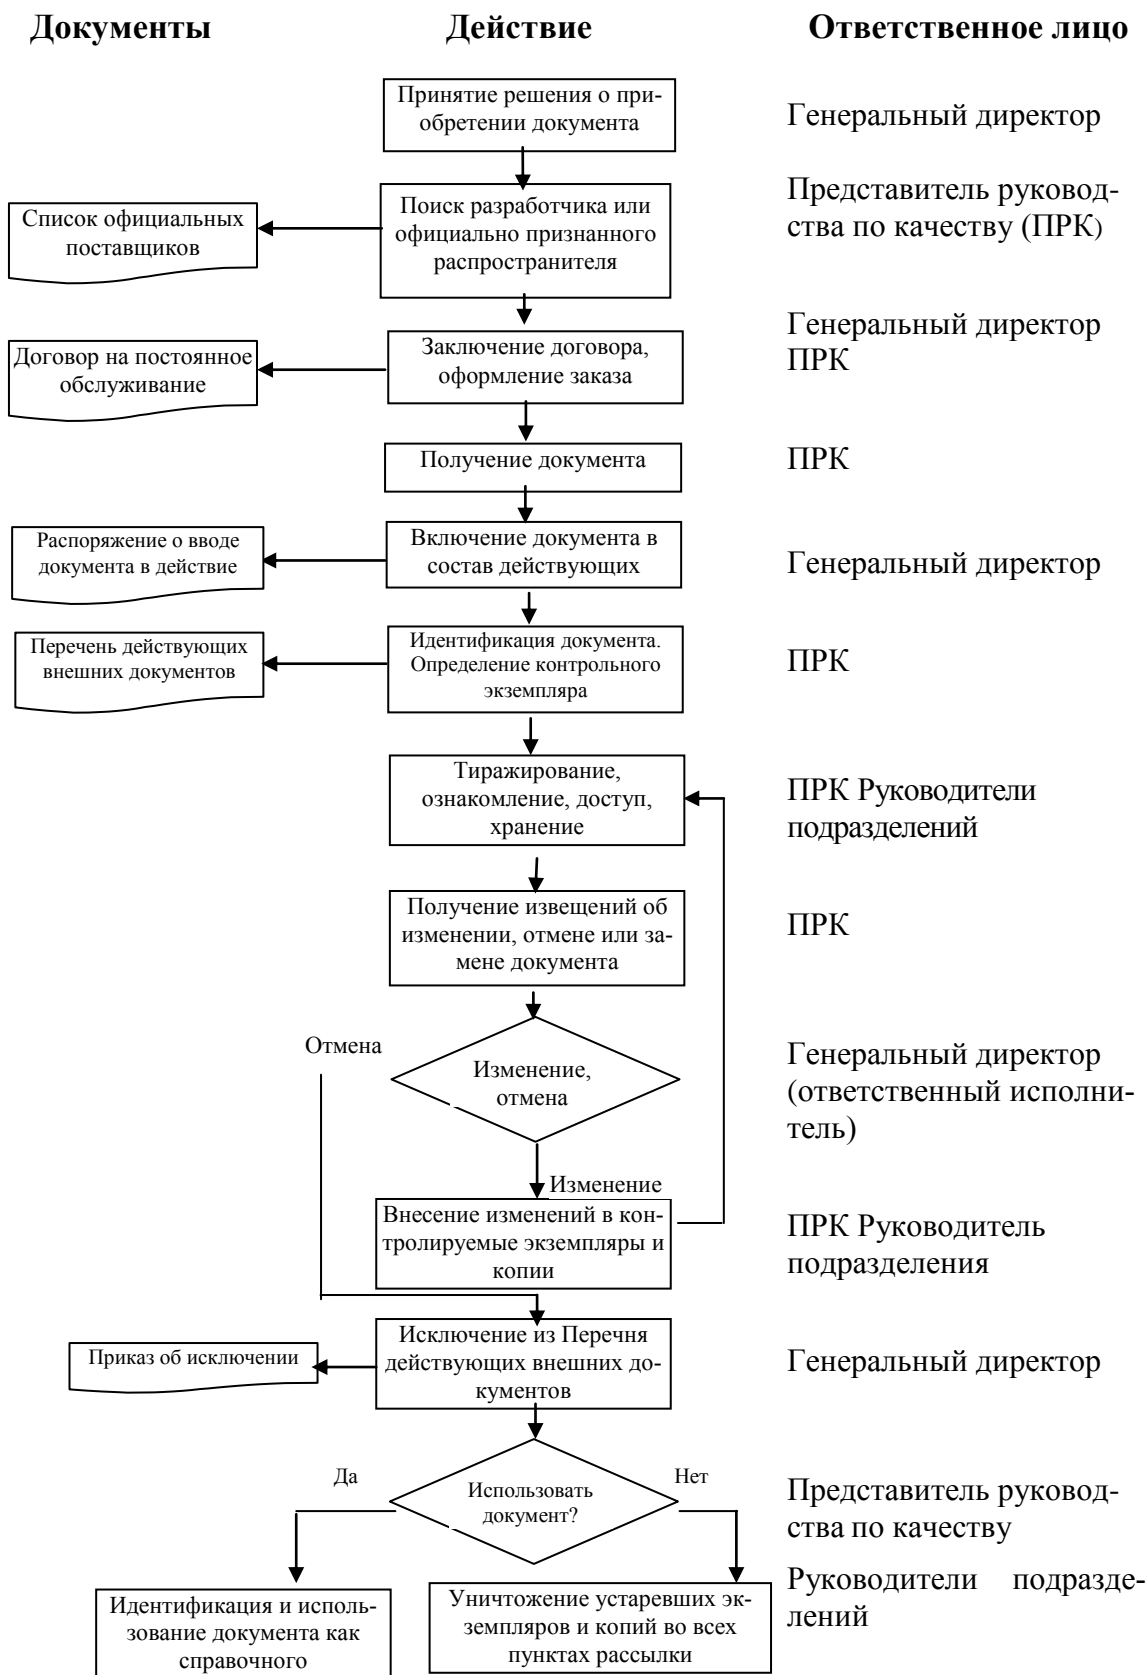 Документы Действие Ответственное лицо
Принятие решения о при-
обретении документа
Генеральный директор
Список официальных
поставщиков
Поиск разработчика или
официально признанного
распространителя
Представитель руковод-
ства по качеству (ПРК)
Договор на постоянное
обслуживание
Заключение договора,
оформление заказа
Генеральный директор
ПРК
Получение документа
ПРК
Распоряжение о вводе
документа в действие
Включение документа в
состав действующих
Генеральный директор
Перечень действующих
внешних документов
Идентификация документа.
Определение контрольного
экземпляра
ПРК
Тиражирование,
ознакомление, доступ,
хранение
ПРК Руководители
подразделений
Получение извещений об
изменении, отмене или за-
мене документа
ПРК
Отмена
Изменение,
отмена
Генеральный директор
(ответственный исполни-
тель)
Изменение
Внесение изменений в кон-
тролируемые экземпляры и
копии
ПРК Руководитель
подразделения
Приказ об исключении
Исключение из Перечня
действующих внешних до-
кументов
Генеральный директор
Да
Использовать
документ?
Нет
Представитель руковод-
ства по качеству
Идентификация и исполь-
зование документа как
справочного
Уничтожение устаревших эк-
земпляров и копий во всех
пунктах рассылки
Руководители подразде-
лений